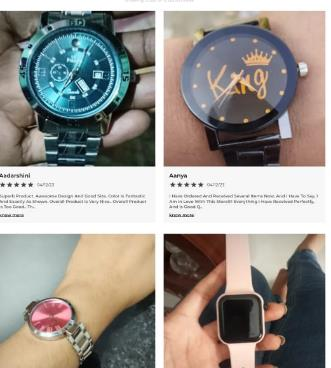 King
Aadarshini
04/12/23
Superb Product, Awesome Design And Good Size. Color Is Fantastic
And Exactly As Shown. Overall Product Is Very Nice.. Overall Product
Is Too Good.. Th..
Know more
Aanya
04/12/23
I Have Ordered And Received Several Items Now, And I Have To Say, I
Am In Love With This Store!!! Everything I Have Received Perfectly,
And Is Good Q..
Know more